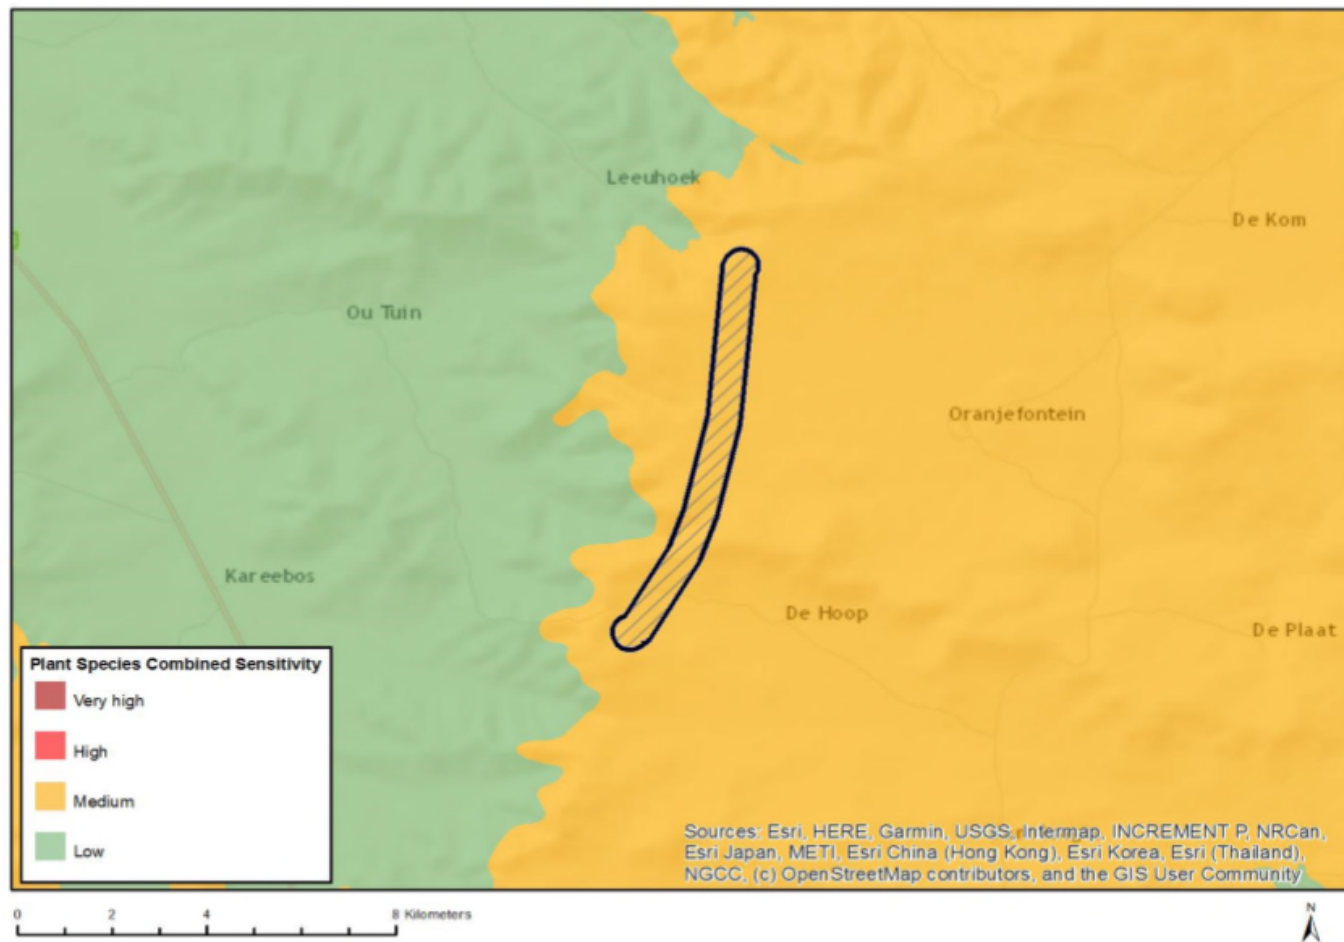 Leeuhoek
De Kom
Ou Tuin
Oranjefontein
Kareebos
De Hoop
De Plaat
Plant Species Combined Sensitivity
Very high
High
Medium
Low
Sources: Esri, HERE, Garmin, USGS, Intermap, INCREMENT P, NRCan,
Esri Japan, METI, Esri China (Hong Kong), Esri Korea, Esri (Thailand),
NGCC, (c) OpenStreetMap contributors, and the GIS User Community
0 2 4 8 Kilometers
N